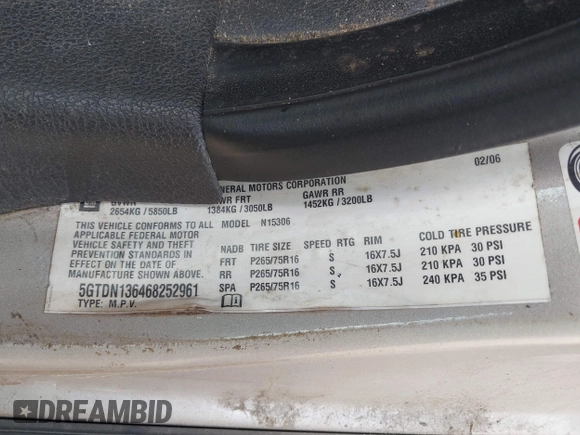 GM GENERAL MOTORS CORPORATION 02/06
GVWR GAWR FRT GAWR RR
2654KG / 5850LB 1384KG / 3050LB 1452KG / 3200LB
THIS VEHICLE CONFORMS TO ALL MODEL N15306
APPLICABLE FEDERAL MOTOR
VEHICLE SAFETY AND THEFT
PREVENTION STANDARDS IN
EFFECT ON THE DATE OF
MANUFACTURE SHOWN ABOVE.
5GTDN136468252961
TYPE: M.P.V.
NADB TIRE SIZE SPEED RTG RIM COLD TIRE PRESSURE
FRT P265/75R16 S 16X7.5J 210 KPA 30 PSI
RR P265/75R16 S 16X7.5J 210 KPA 30 PSI
SPA P265/75R16 S 16X7.5J 240 KPA 35 PSI
DREAMBID